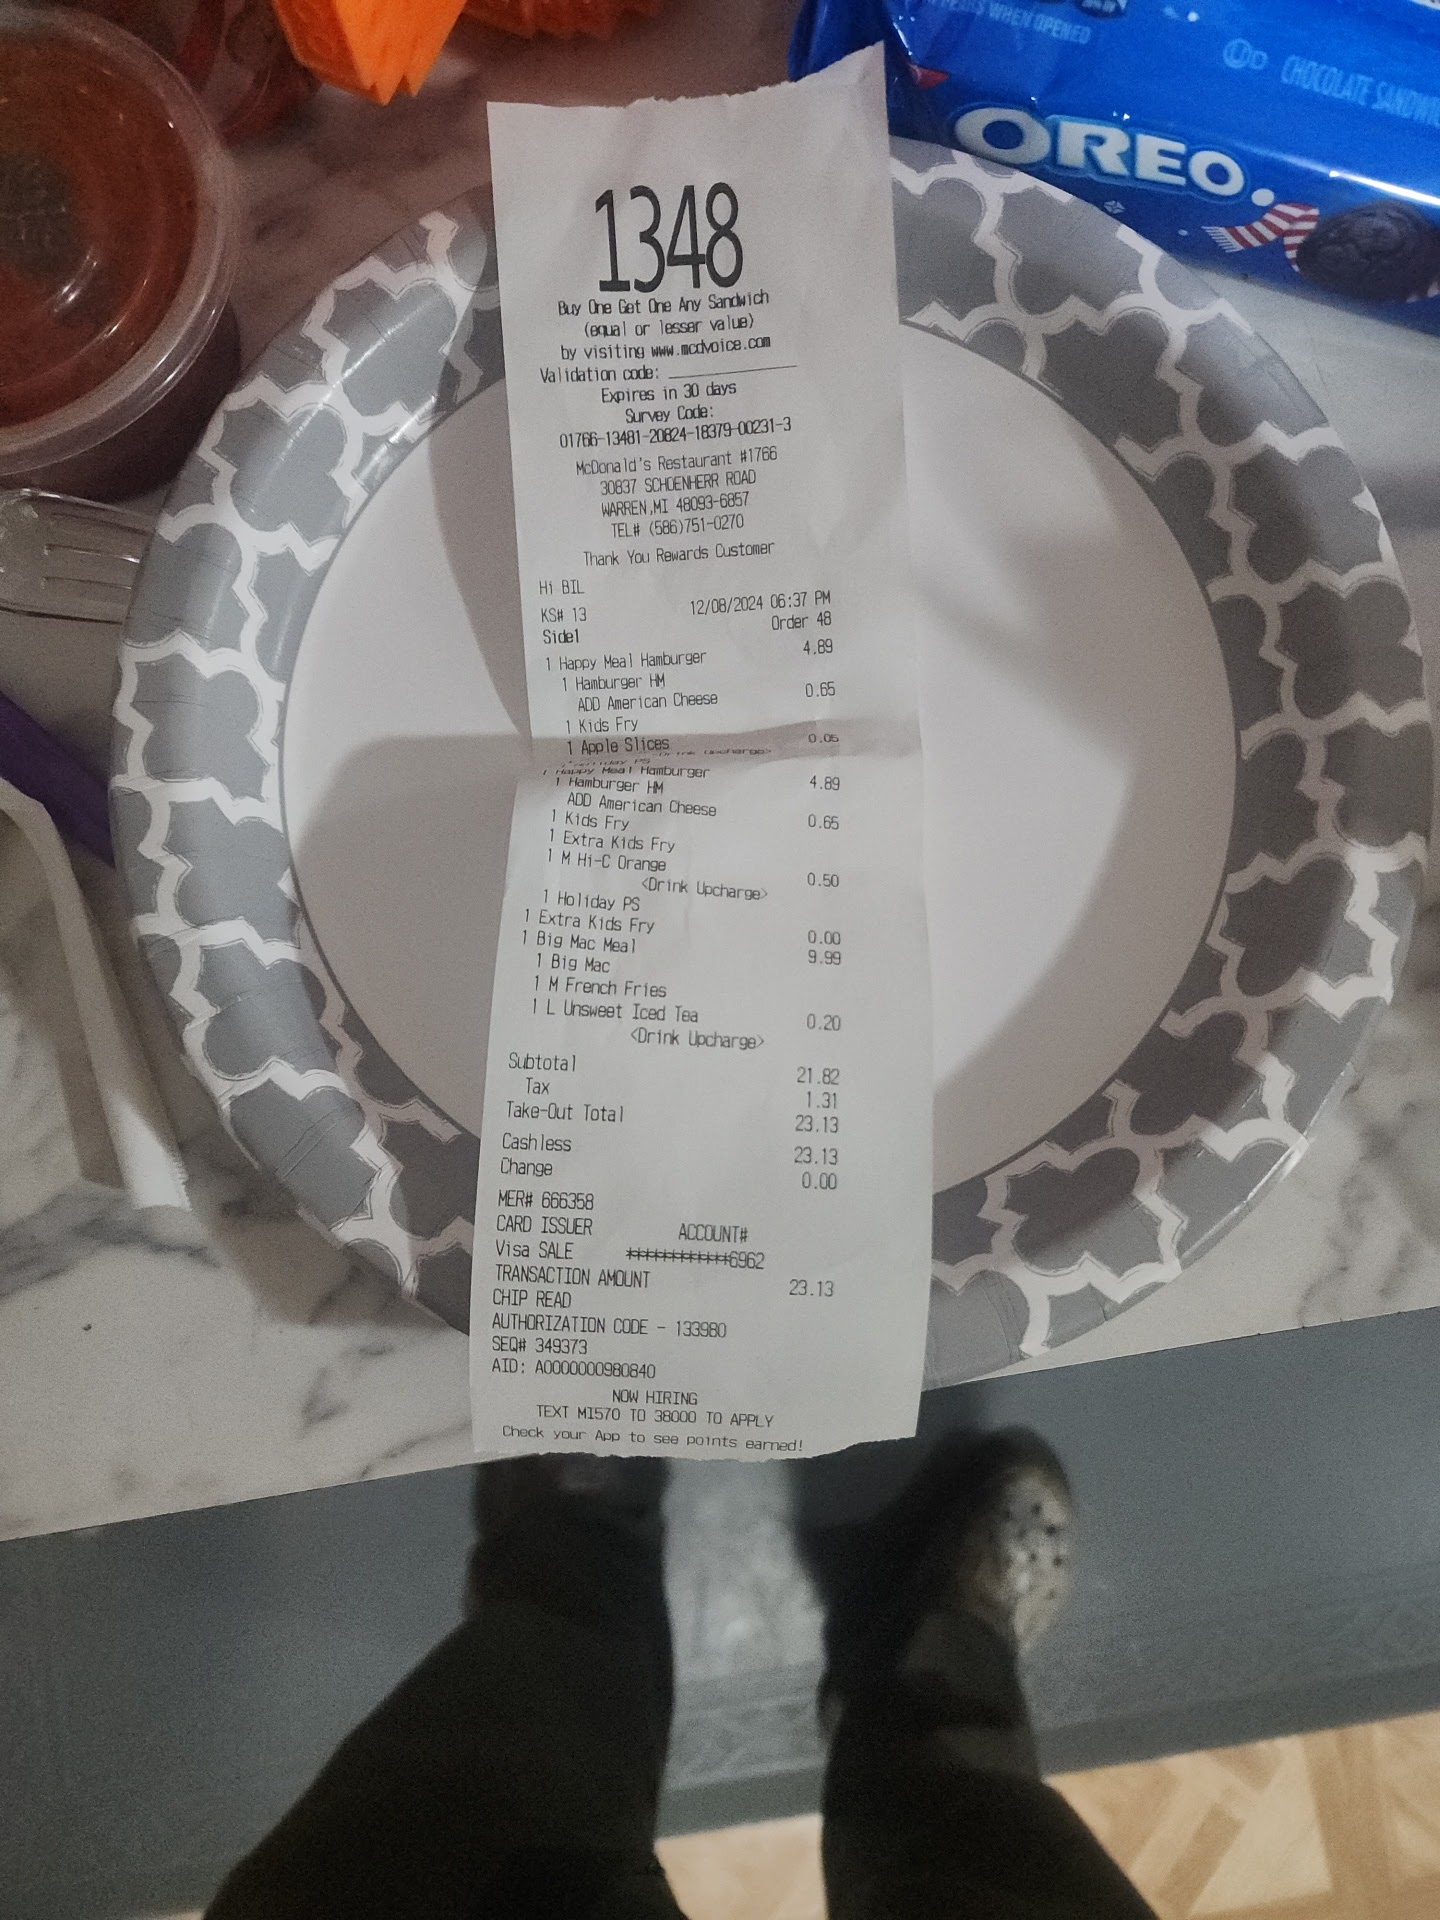 WHEN OPENED
CHOCOLATE SANDWI
OREO
1348
Buy One Get One Any Sandwich
(equal or lesser value)
by visiting www.mcdvoice.com
Validation code: ____________
Expires in 30 days
Survey Code:
01766-13481-20824-18379-00231-3
McDonald's Restaurant #1766
30837 SCHOENHERR ROAD
WARREN,MI 48093-6857
TEL# (586)751-0270
Thank You Rewards Customer
Hi BIL
KS# 13 12/08/2024 06:37 PM
Side1 Order 48
1 Happy Meal Hamburger 4.89
1 Hamburger HM
ADD American Cheese 0.65
1 Kids Fry
1 Apple Slices 0.05
Upcharge>
PS
1 Happy Meal Hamburger 4.89
1 Hamburger HM
ADD American Cheese 0.65
1 Kids Fry
1 Extra Kids Fry
1 M Hi-C Orange
<Drink Upcharge> 0.50
1 Holiday PS
1 Extra Kids Fry 0.00
1 Big Mac Meal 9.99
1 Big Mac
1 M French Fries
1 L Unsweet Iced Tea
<Drink Upcharge> 0.20
Subtotal 21.82
Tax 1.31
Take-Out Total 23.13
Cashless 23.13
Change 0.00
MER# 666358
CARD ISSUER ACCOUNT#
Visa SALE ************6962
TRANSACTION AMOUNT 23.13
CHIP READ
AUTHORIZATION CODE - 133980
SEQ# 349373
AID: A0000000980840
NOW HIRING
TEXT MI570 TO 38000 TO APPLY
Check your App to see points earned!